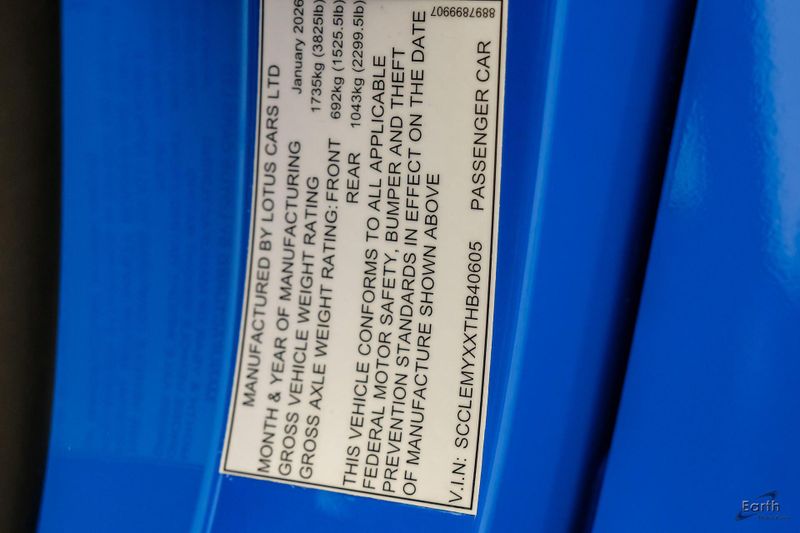 MANUFACTURED BY LOTUS CARS LTD
MONTH & YEAR OF MANUFACTURING January 2026
GROSS VEHICLE WEIGHT RATING 1735kg (3825lb)
GROSS AXLE WEIGHT RATING: FRONT 692kg (1525.5lb)
REAR 1043kg (2299.5lb)
THIS VEHICLE CONFORMS TO ALL APPLICABLE
FEDERAL MOTOR SAFETY, BUMPER AND THEFT
PREVENTION STANDARDS IN EFFECT ON THE DATE
OF MANUFACTURE SHOWN ABOVE
V.I.N: SCCLEMYXXTHB40605 PASSENGER CAR
8897899907
Earth